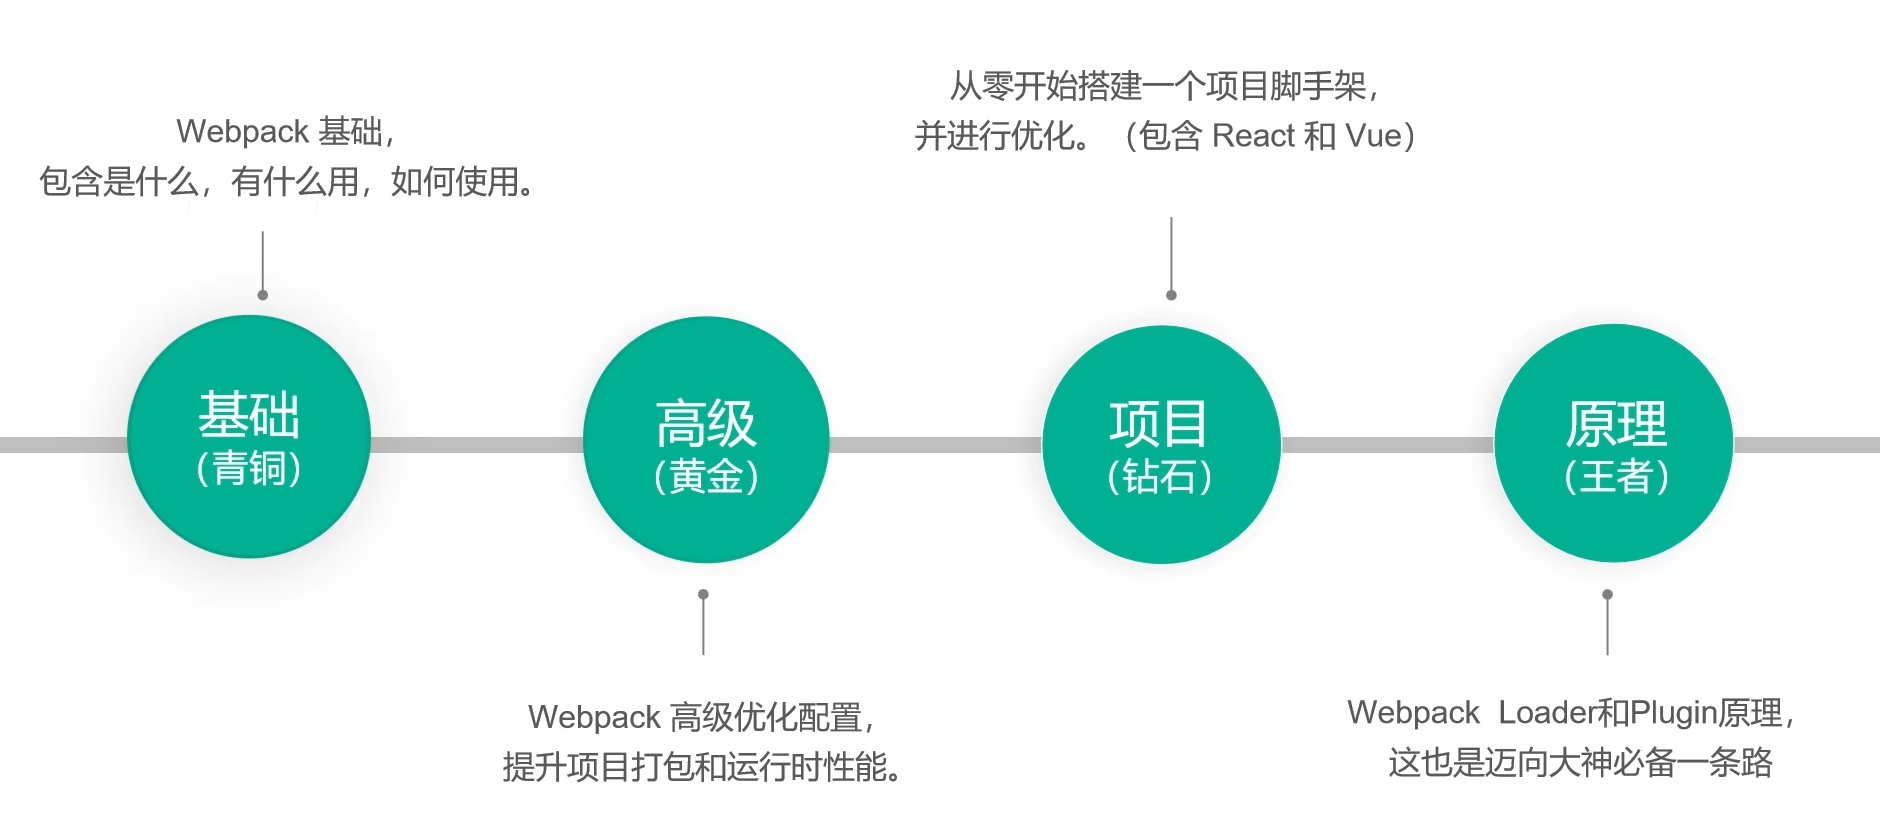 Webpack 基础，
包含是什么，有什么用，如何使用。
基础
（青铜）
高级
（黄金）
Webpack 高级优化配置，
提升项目打包和运行时性能。
从零开始搭建一个项目脚手架，
并进行优化。（包含 React 和 Vue）
项目
（钻石）
原理
（王者）
Webpack  Loader和Plugin原理，
这也是迈向大神必备一条路